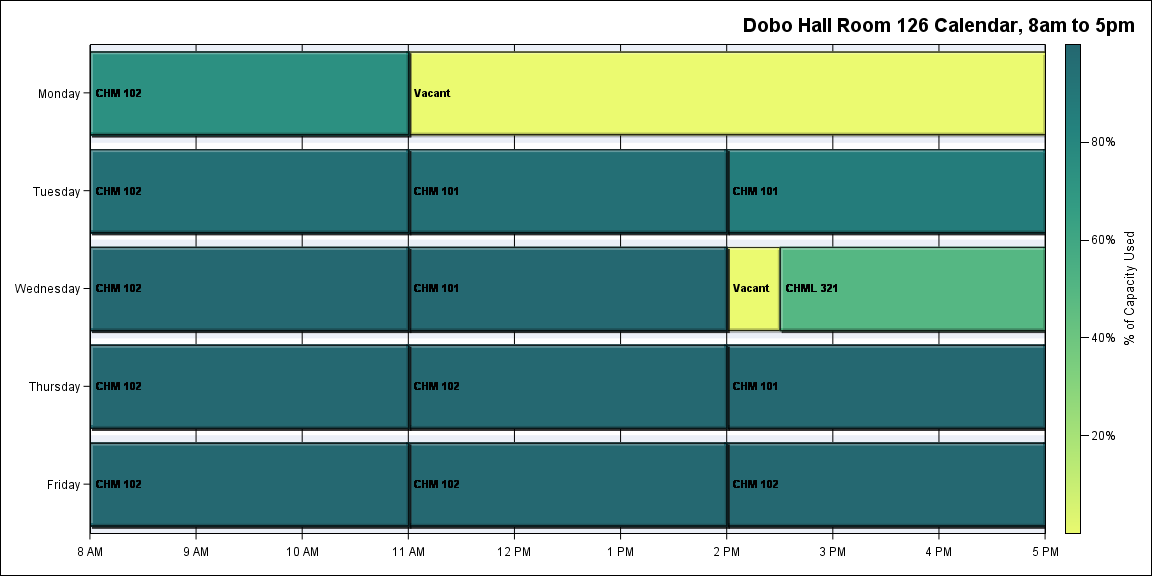 Dobo Hall Room 126 Calendar, 8am to 5pm
Monday
CHM 102
Vacant
Tuesday
CHM 102
CHM 101
CHM 101
Wednesday
CHM 102
CHM 101
Vacant
CHML 321
Thursday
CHM 102
CHM 102
CHM 101
Friday
CHM 102
CHM 102
CHM 102
8 AM 9 AM 10 AM 11 AM 12 PM 1 PM 2 PM 3 PM 4 PM 5 PM
80%
60%
40%
20%
% of Capacity Used